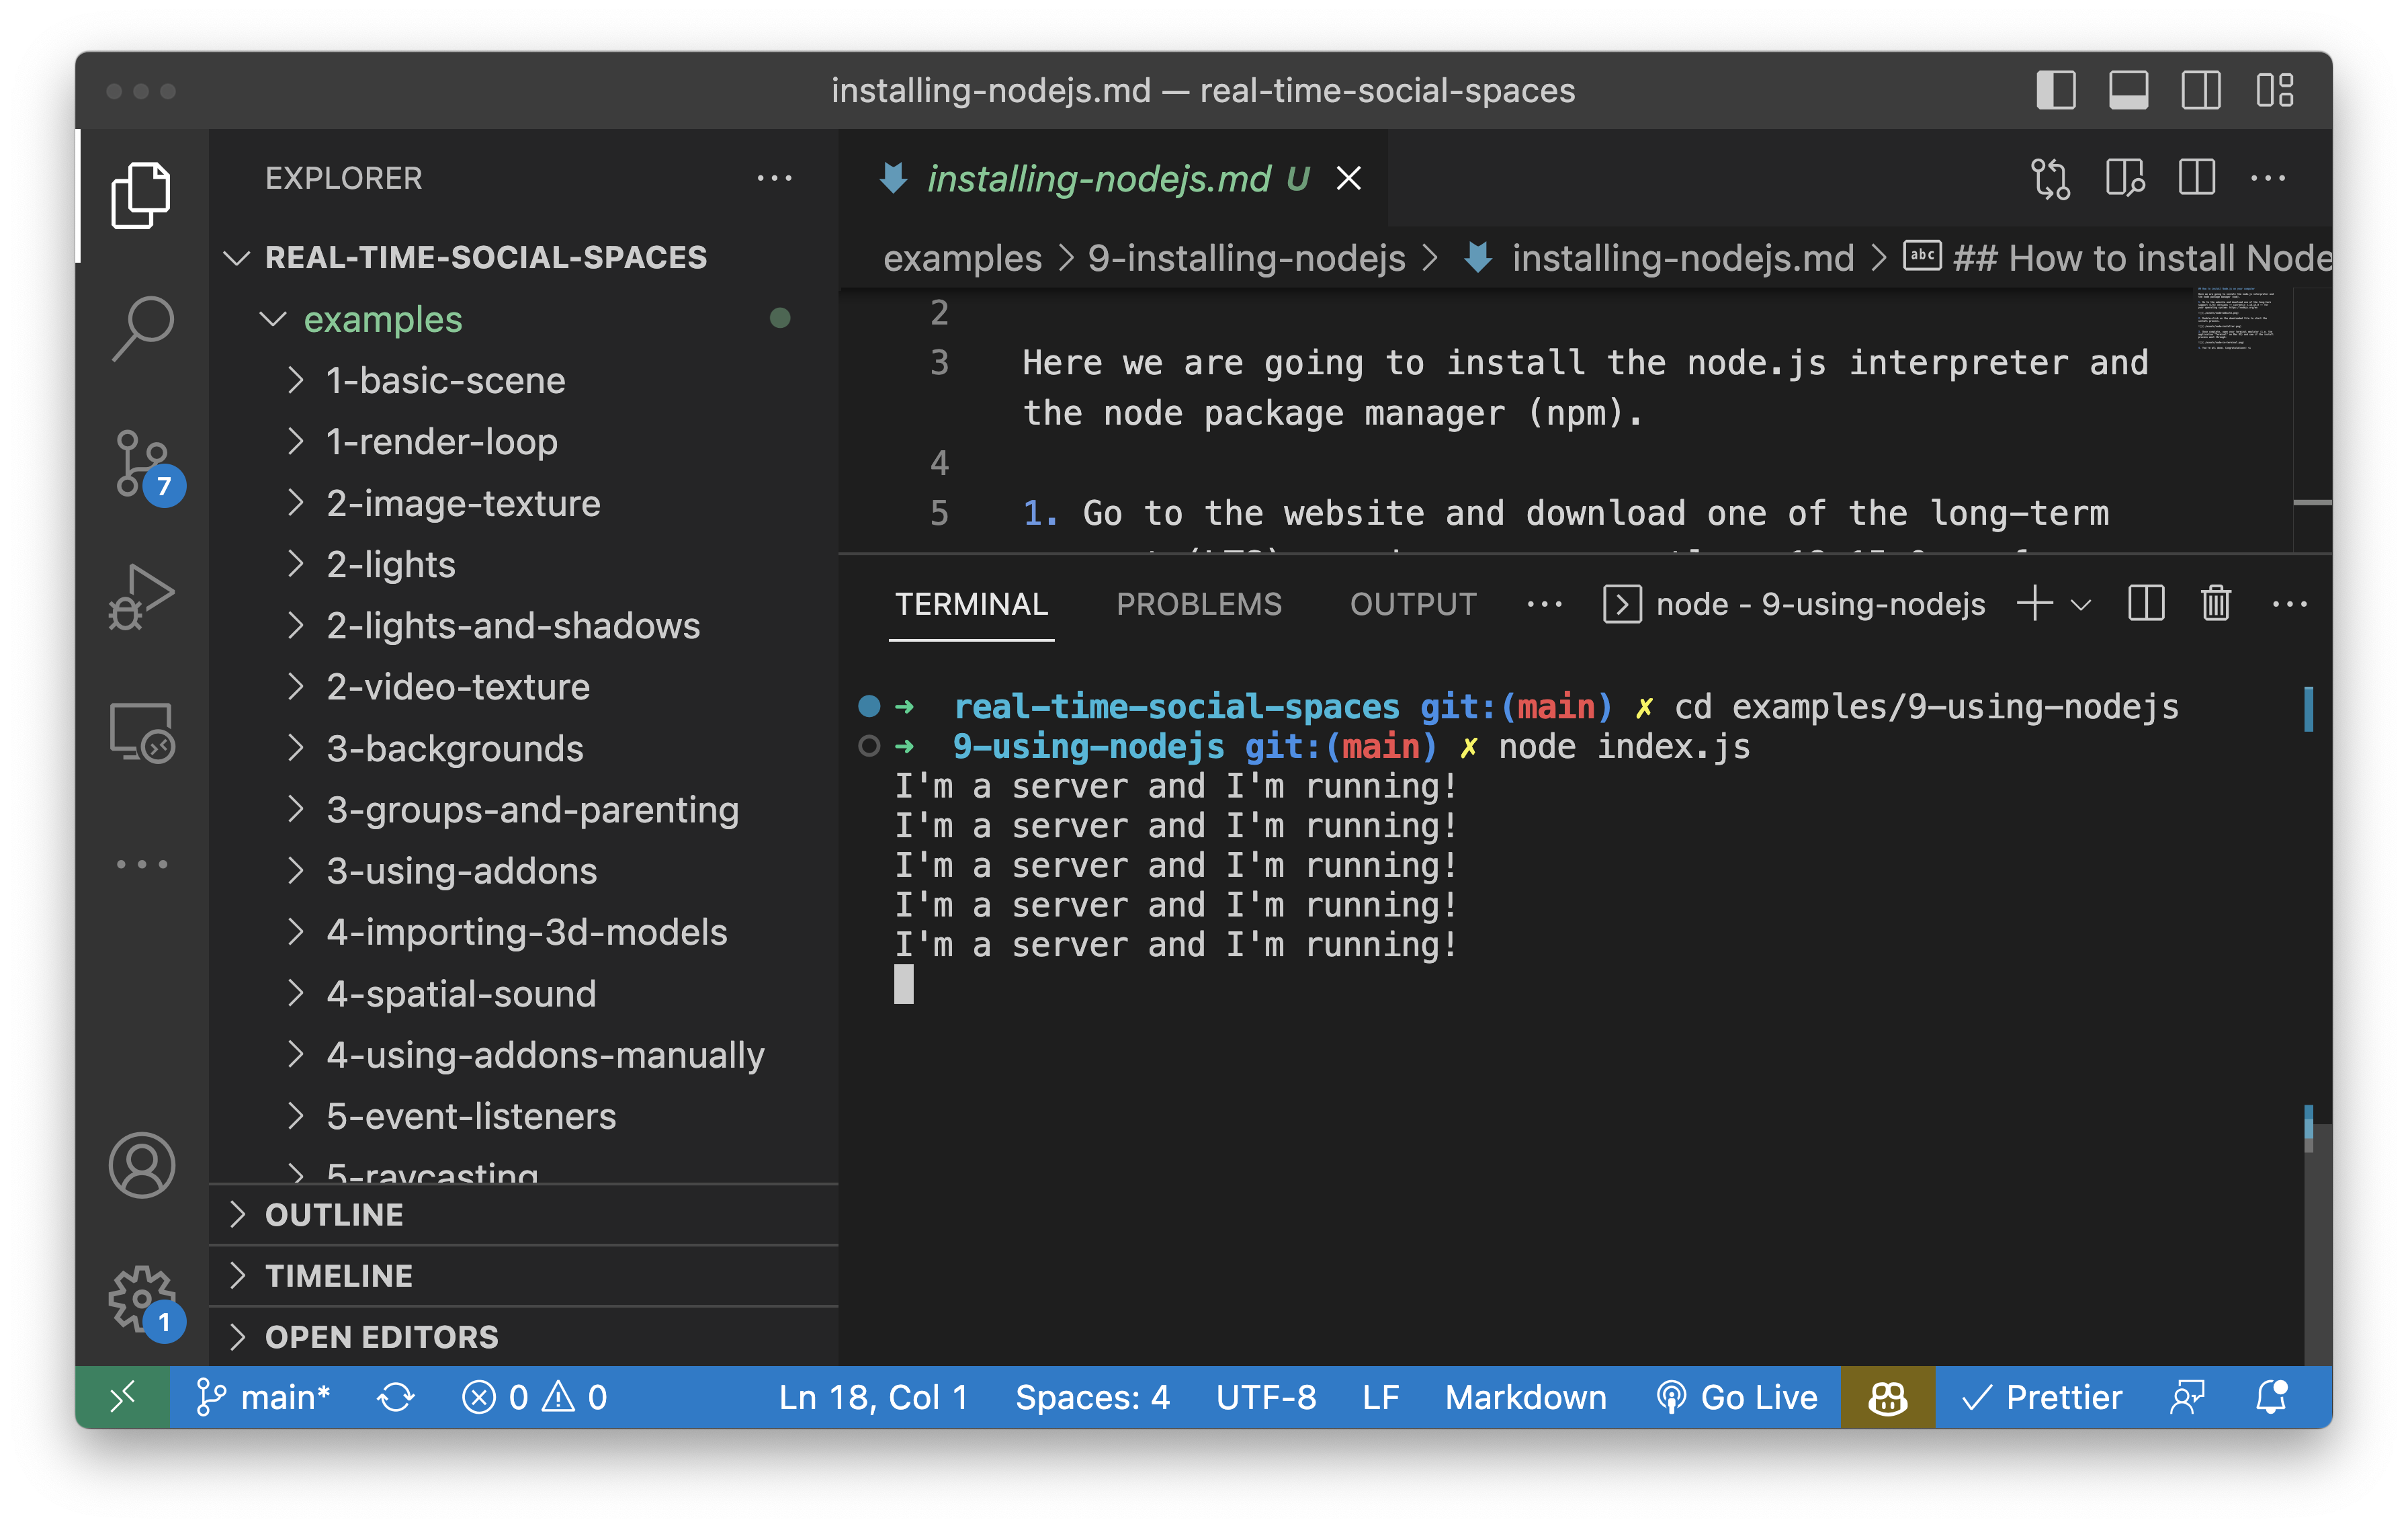 installing-nodejs.md — real-time-social-spaces
EXPLORER
REAL-TIME-SOCIAL-SPACES
examples
1-basic-scene
1-render-loop
2-image-texture
2-lights
2-lights-and-shadows
2-video-texture
3-backgrounds
3-groups-and-parenting
3-using-addons
4-importing-3d-models
4-spatial-sound
4-using-addons-manually
5-event-listeners
5-raycasting
OUTLINE
TIMELINE
OPEN EDITORS
7
1
installing-nodejs.md U
examples > 9-installing-nodejs > installing-nodejs.md > abc ## How to install Node
2
3 Here we are going to install the node.js interpreter and
the node package manager (npm).
4
5 1. Go to the website and download one of the long-term
TERMINAL PROBLEMS OUTPUT node - 9-using-nodejs
➜ real-time-social-spaces git:(main) ✗ cd examples/9-using-nodejs
➜ 9-using-nodejs git:(main) ✗ node index.js
I'm a server and I'm running!
I'm a server and I'm running!
I'm a server and I'm running!
I'm a server and I'm running!
I'm a server and I'm running!
main* 0 0 Ln 18, Col 1 Spaces: 4 UTF-8 LF Markdown Go Live Prettier